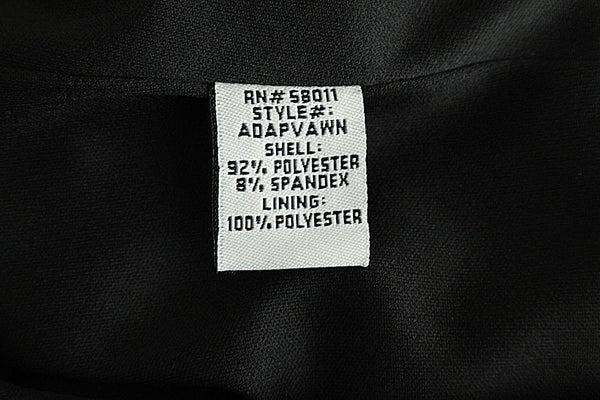 RN# 58011
STYLE#:
ADAPVAWN
SHELL:
92% POLYESTER
8% SPANDEX
LINING:
100% POLYESTER